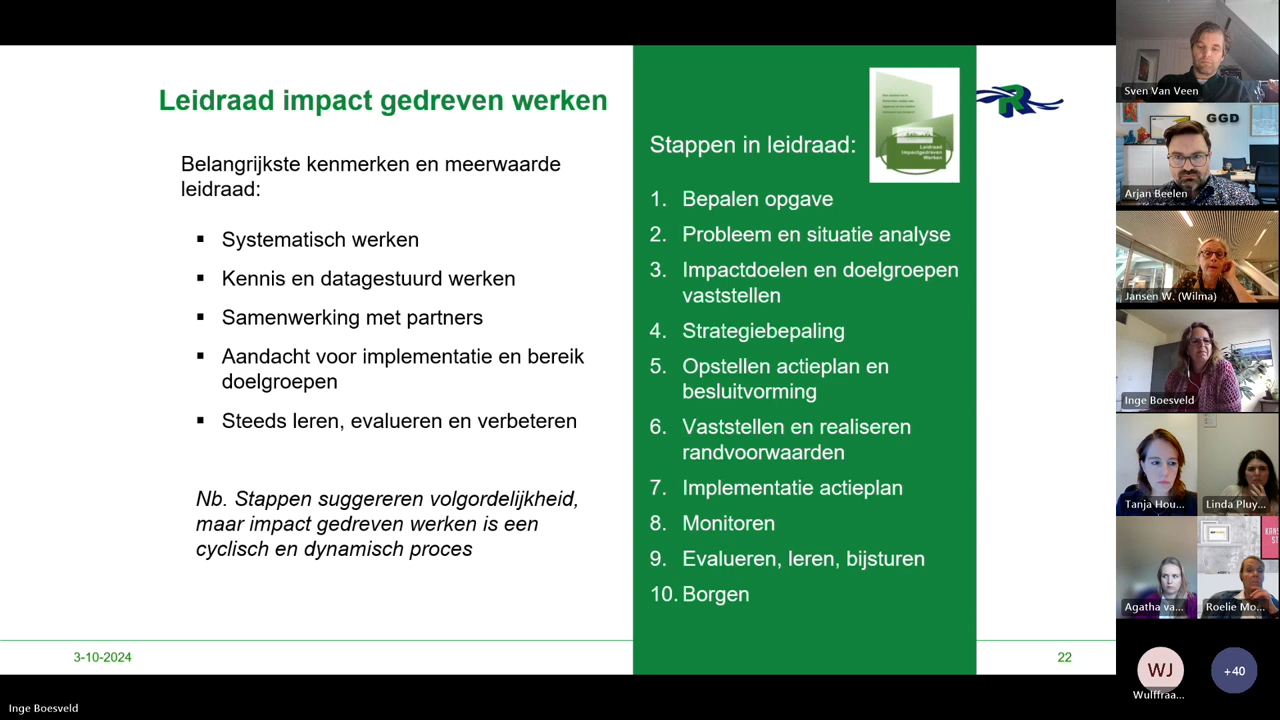 Leidraad impact gedreven werken
Belangrijkste kenmerken en meerwaarde
leidraad:
▪ Systematisch werken
▪ Kennis en datagestuurd werken
▪ Samenwerking met partners
▪ Aandacht voor implementatie en bereik
doelgroepen
▪ Steeds leren, evalueren en verbeteren
Nb. Stappen suggereren volgordelijkheid,
maar impact gedreven werken is een
cyclisch en dynamisch proces
3-10-2024
Stappen in leidraad:
Leidraad
Impactgedreven
Werken
1. Bepalen opgave
2. Probleem en situatie analyse
3. Impactdoelen en doelgroepen
vaststellen
4. Strategiebepaling
5. Opstellen actieplan en
besluitvorming
6. Vaststellen en realiseren
randvoorwaarden
7. Implementatie actieplan
8. Monitoren
9. Evalueren, leren, bijsturen
10. Borgen
R
22
Inge Boesveld
Sven Van Veen
GGD
Arjan Beelen
Jansen W. (Wilma)
Inge Boesveld
Tanja Hou...
Linda Pluy...
Agatha va...
Roelie Mo...
WJ
Wulffraa...
+40